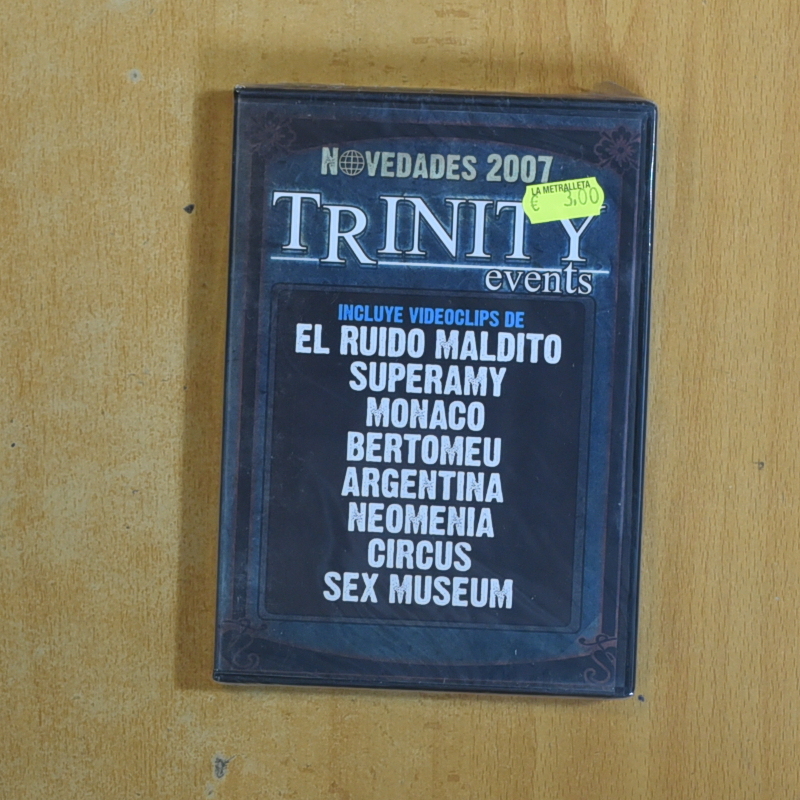 NOVEDADES 2007
LA METRALLETA
€ 3,00
TRINITY
events
INCLUYE VIDEOCLIPS DE
EL RUIDO MALDITO
SUPERAMY
MONACO
BERTOMEU
ARGENTINA
NEOMENIA
CIRCUS
SEX MUSEUM